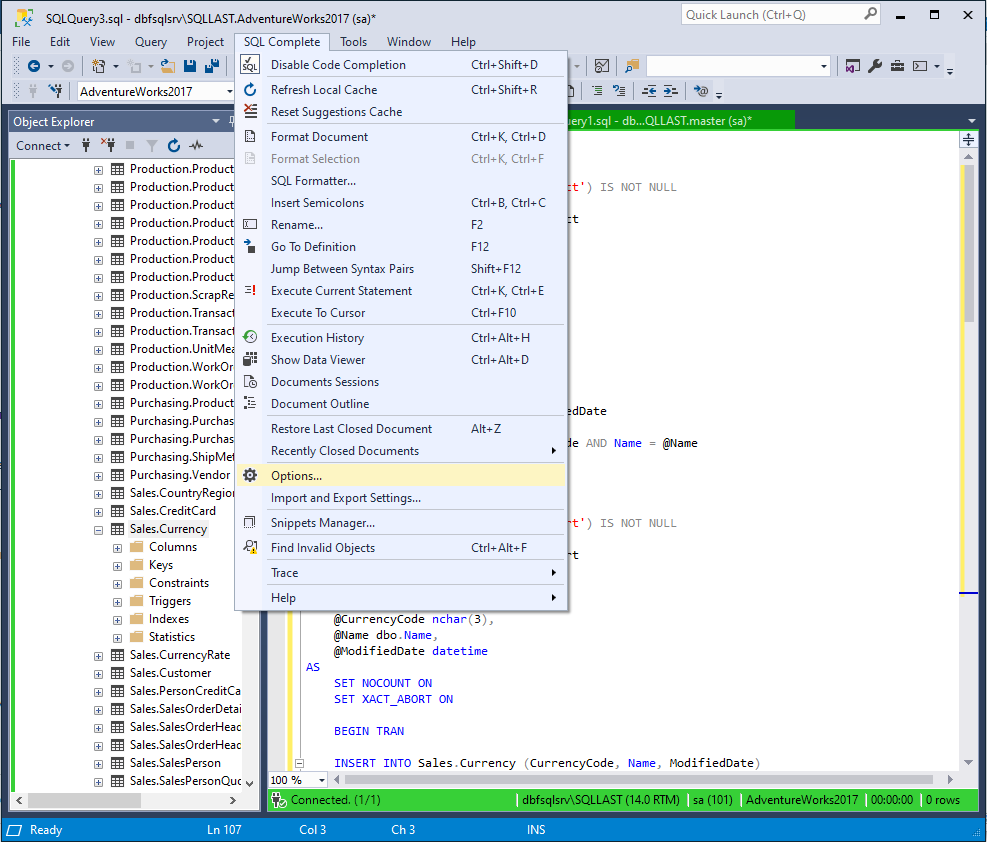 SQLQuery3.sql - dbfsqlsrv\SQLLAST.AdventureWorks2017 (sa)*
Quick Launch (Ctrl+Q)
File Edit View Query Project SQL Complete Tools Window Help
AdventureWorks2017
Object Explorer
Connect
Production.Product
Production.Product
Production.Product
Production.Product
Production.Product
Production.Product
Production.Product
Production.ScrapRe
Production.Transact
Production.Transact
Production.UnitMea
Production.WorkOr
Production.WorkOr
Purchasing.Product
Purchasing.Purchas
Purchasing.Purchas
Purchasing.ShipMet
Purchasing.Vendor
Sales.CountryRegion
Sales.CreditCard
Sales.Currency
Columns
Keys
Constraints
Triggers
Indexes
Statistics
Sales.CurrencyRate
Sales.Customer
Sales.PersonCreditCa
Sales.SalesOrderDetai
Sales.SalesOrderHead
Sales.SalesOrderHead
Sales.SalesPerson
Sales.SalesPersonQuo
SQL
Disable Code Completion Ctrl+Shift+D
Refresh Local Cache Ctrl+Shift+R
Reset Suggestions Cache
Format Document Ctrl+K, Ctrl+D
Format Selection Ctrl+K, Ctrl+F
SQL Formatter...
Insert Semicolons Ctrl+B, Ctrl+C
Rename... F2
Go To Definition F12
Jump Between Syntax Pairs Shift+F12
Execute Current Statement Ctrl+K, Ctrl+E
Execute To Cursor Ctrl+F10
Execution History Ctrl+Alt+H
Show Data Viewer Ctrl+Alt+D
Documents Sessions
Document Outline
Restore Last Closed Document Alt+Z
Recently Closed Documents
Options...
Import and Export Settings...
Snippets Manager...
Find Invalid Objects Ctrl+Alt+F
Trace
Help
uery1.sql - db...QLLAST.master (sa)*
ct') IS NOT NULL
ct
edDate
de AND Name = @Name
rt') IS NOT NULL
rt
@CurrencyCode nchar(3),
@Name dbo.Name,
@ModifiedDate datetime
AS
SET NOCOUNT ON
SET XACT_ABORT ON
BEGIN TRAN
INSERT INTO Sales.Currency (CurrencyCode, Name, ModifiedDate)
100 %
Connected. (1/1) dbfsqlsrv\SQLLAST (14.0 RTM) sa (101) AdventureWorks2017 00:00:00 0 rows
Ready Ln 107 Col 3 Ch 3 INS